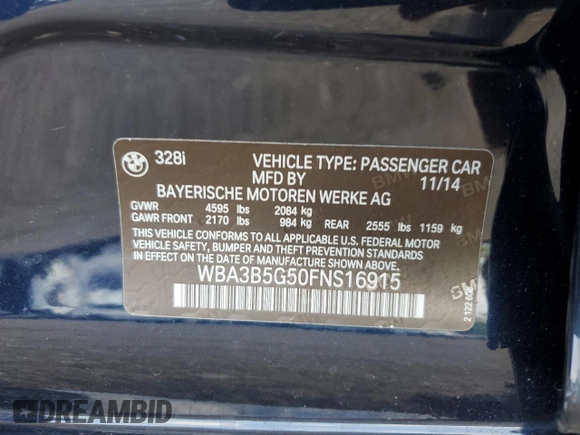 328i VEHICLE TYPE: PASSENGER CAR
MFD BY 11/14
BAYERISCHE MOTOREN WERKE AG
GVWR 4595 lbs 2084 kg
GAWR FRONT 2170 lbs 984 kg REAR 2555 lbs 1159 kg
THIS VEHICLE CONFORMS TO ALL APPLICABLE U.S. FEDERAL MOTOR
VEHICLE SAFETY, BUMPER AND THEFT PREVENTION STANDARDS
IN EFFECT ON THE DATE OF MANUFACTURE SHOWN ABOVE
WBA3B5G50FNS16915
DREAMBID